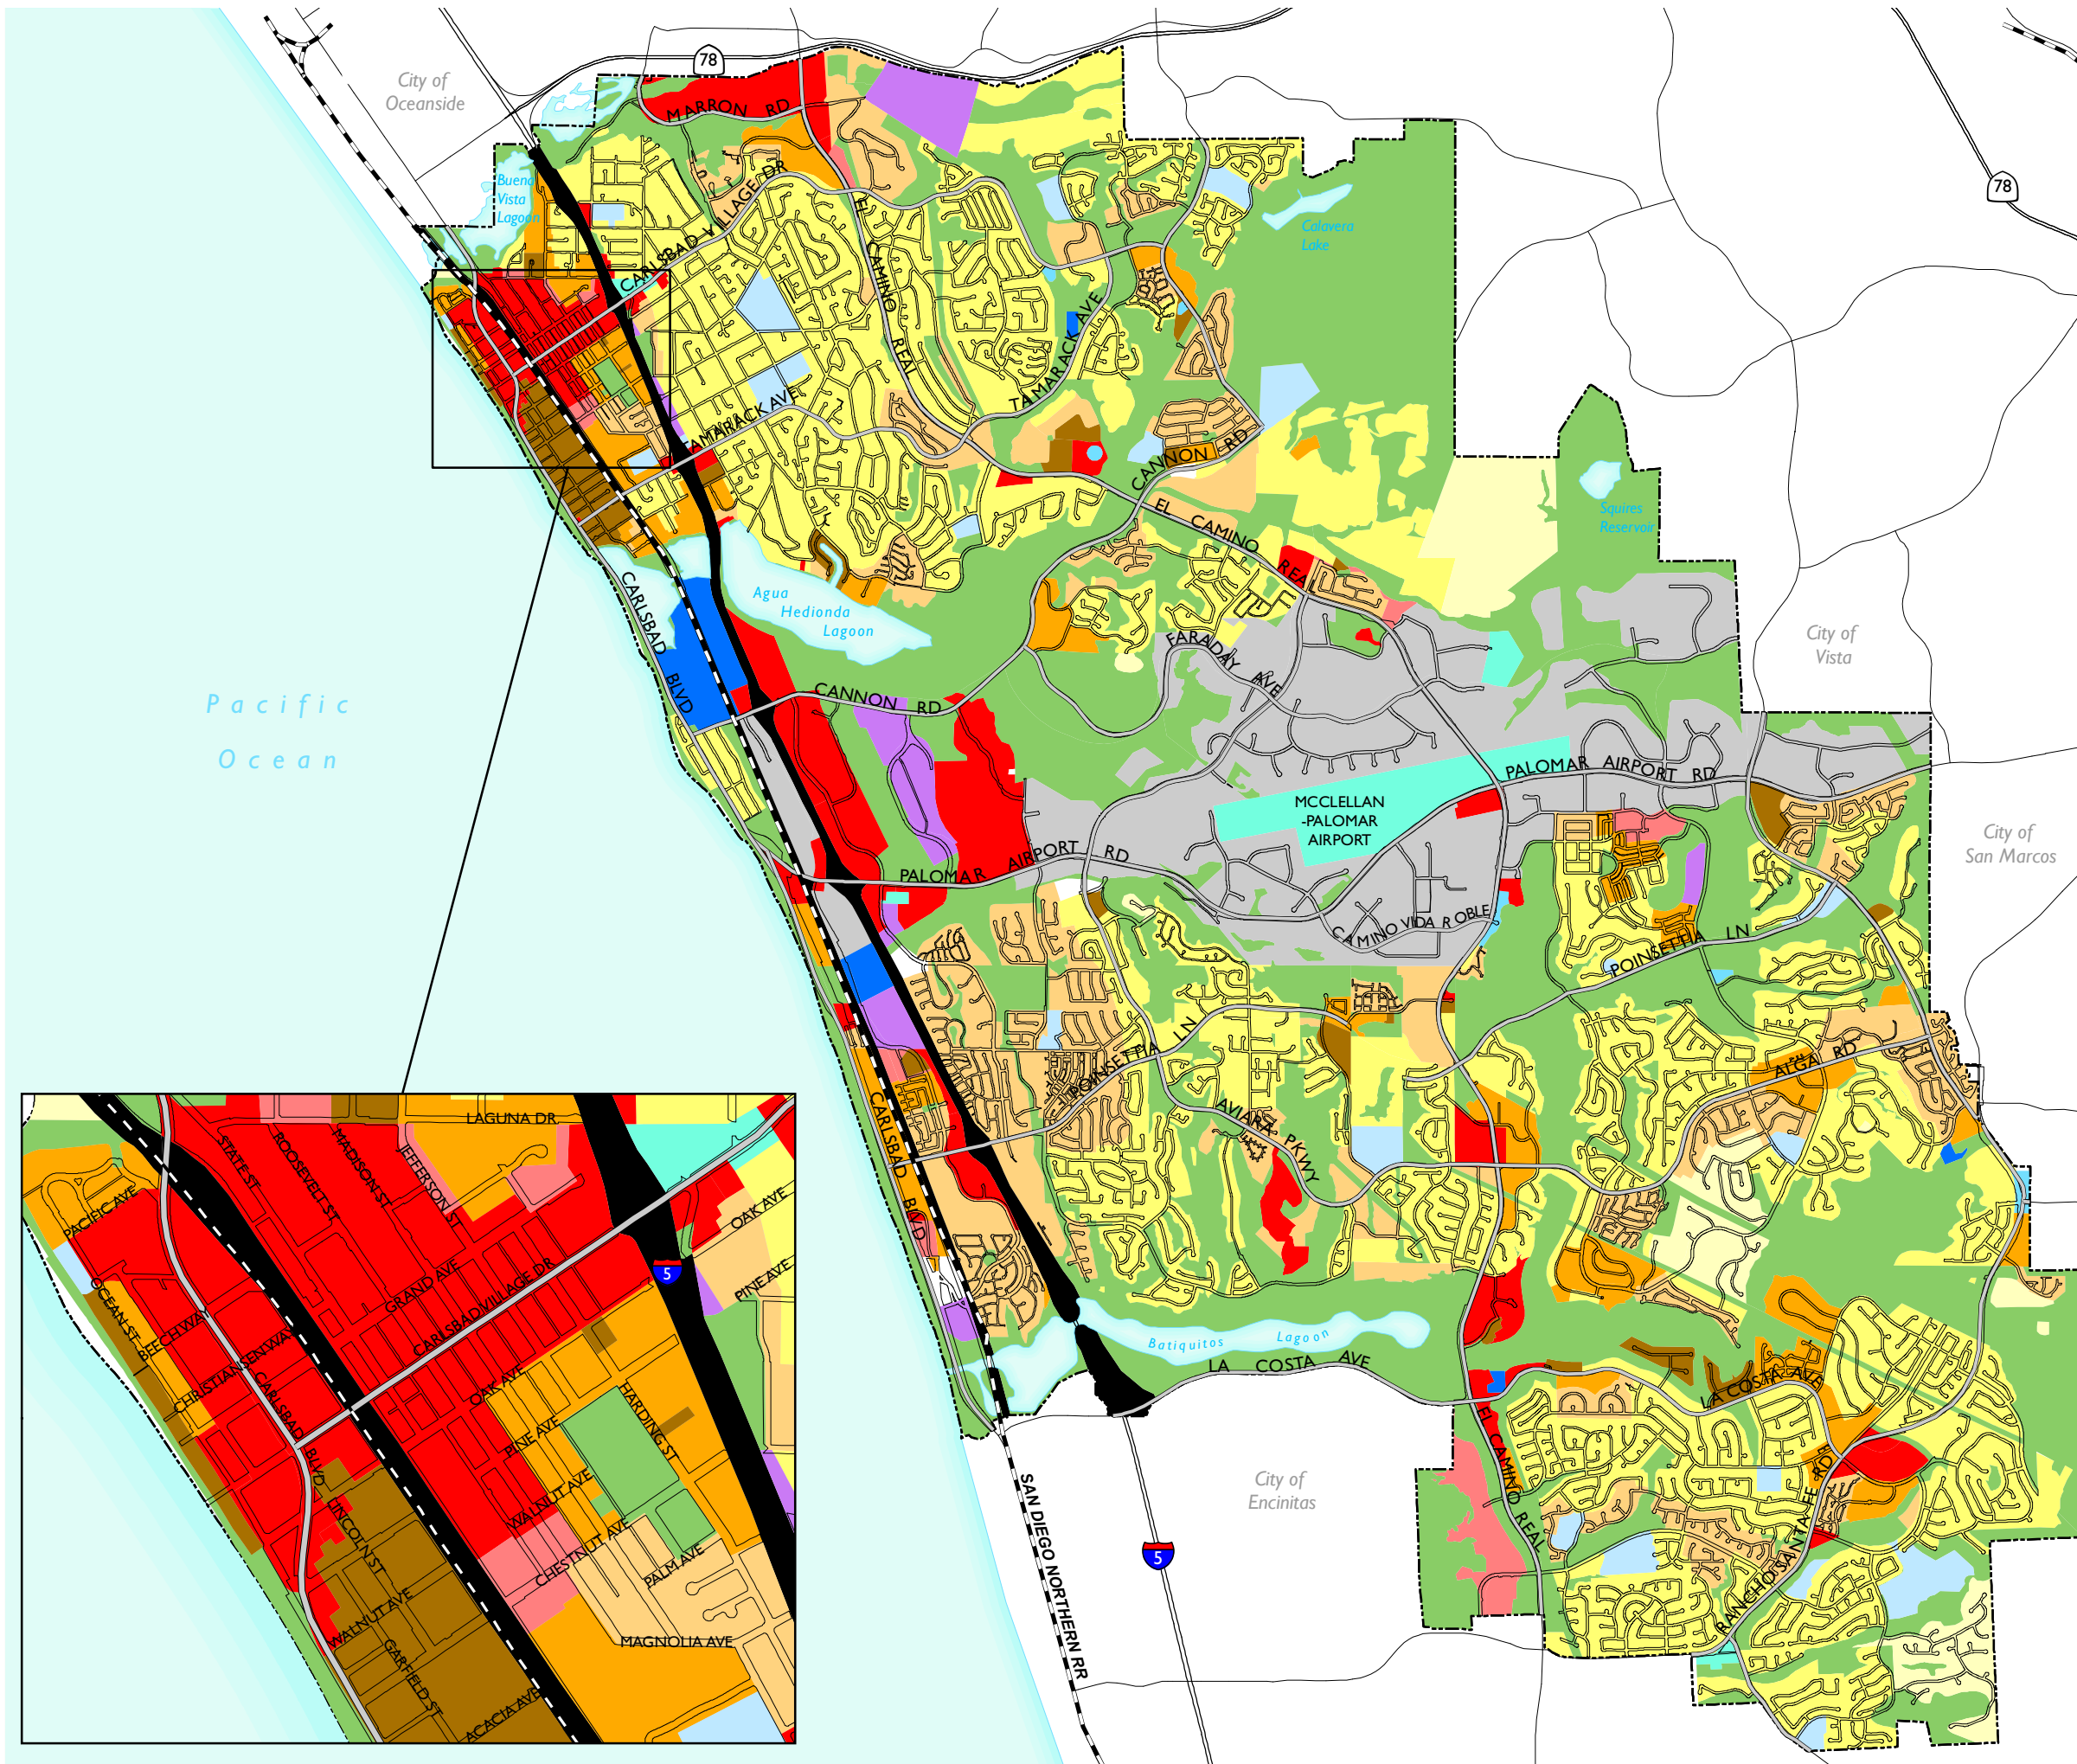 78
City of
Oceanside
MARRON RD
78
Buena
Vista
Lagoon
CARLSBAD VILLAGE DR
EL CAMINO REAL
Calavera
Lake
TAMARACK AVE
TAMARACK AVE
CANNON RD
EL CAMINO REAL
Squires
Reservoir
CARLSBAD BLVD
Agua
Hedionda
Lagoon
City of
Vista
FARADAY AVE
Pacific
Ocean
CANNON RD
PALOMAR AIRPORT RD
MCCLELLAN
-PALOMAR
AIRPORT
City of
San Marcos
PALOMAR AIRPORT RD
CAMINO VIDA ROBLE
POINSETTIA LN
POINSETTIA LN
ALGA RD
CARLSBAD BLVD
AVIARA PKWY
Batiquitos Lagoon
LA COSTA AVE
LA COSTA AVE
EL CAMINO REAL
RANCHO SANTA FE RD
City of
Encinitas
SAN DIEGO NORTHERN RR
5
LAGUNA DR
STATE ST
ROOSEVELT ST
MADISON ST
JEFFERSON ST
PACIFIC AVE
OAK AVE
5
PINE AVE
GRAND AVE
CARLSBAD VILLAGE DR
OCEAN ST
BEECH WAY
CHRISTIANSEN WAY
CARLSBAD BLVD
OAK AVE
HARDING ST
PINE AVE
WALNUT AVE
LINCOLN ST
CHESTNUT AVE
PALM AVE
WALNUT AVE
GARFIELD ST
MAGNOLIA AVE
ACACIA AVE